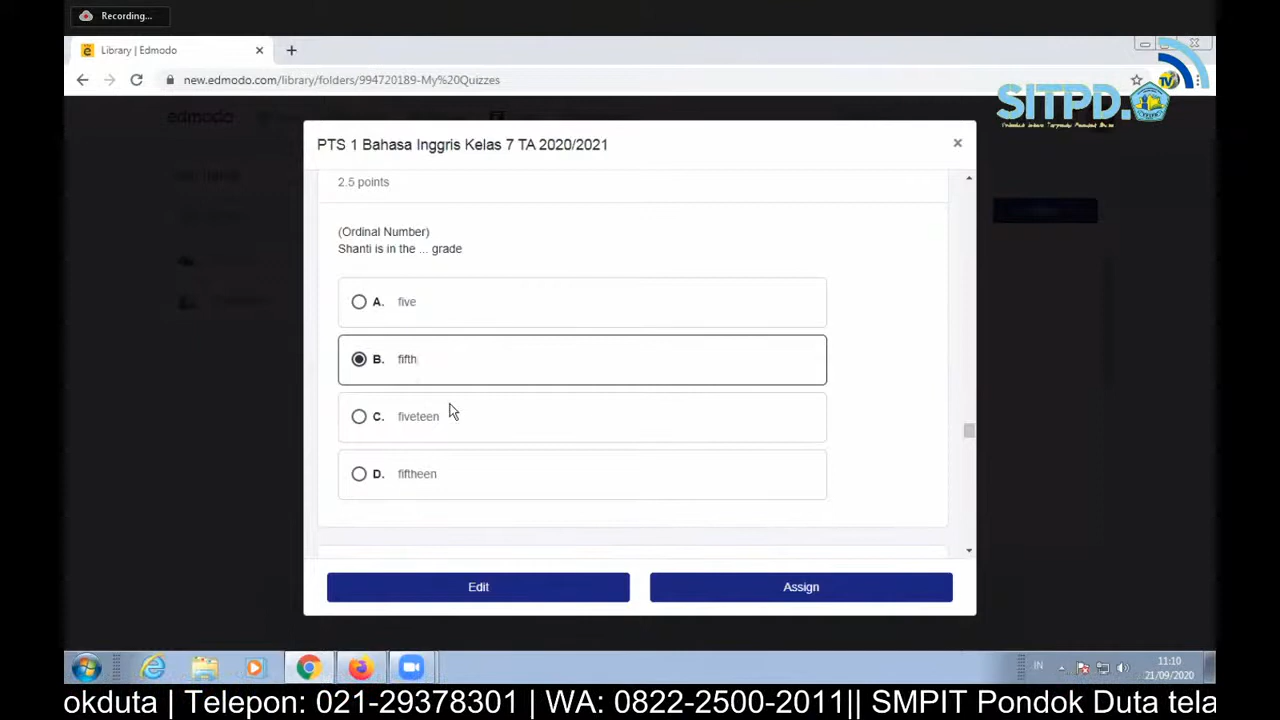 Recording...
Library | Edmodo
new.edmodo.com/library/folders/994720189-My%20Quizzes
TV
SITPD.
edmodo
PTS 1 Bahasa Inggris Kelas 7 TA 2020/2021
2.5 points
(Ordinal Number)
Shanti is in the ... grade
A. five
B. fifth
C. fiveteen
D. fiftheen
Edit
Assign
IN
11:10
21/09/2020
okduta | Telepon: 021-29378301 | WA: 0822-2500-2011|| SMPIT Pondok Duta tela